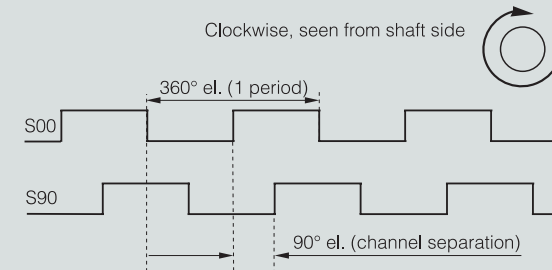 Clockwise, seen from shaft side
360° el. (1 period)
S00
S90
90° el. (channel separation)